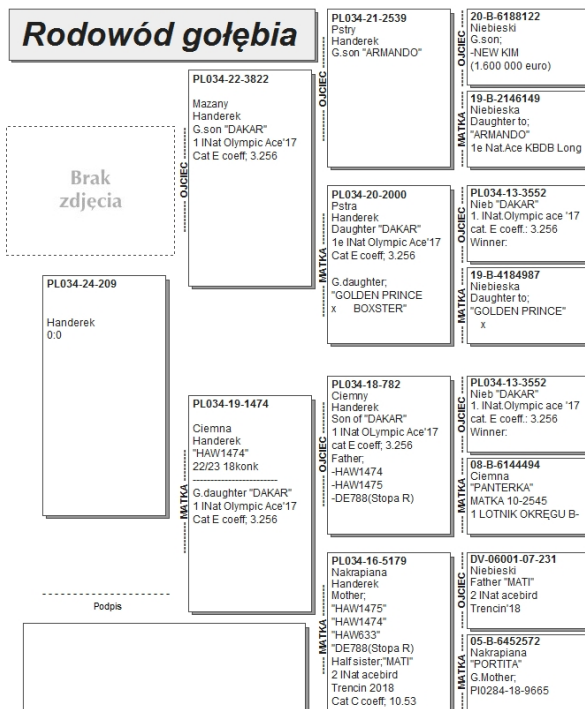 Rodowód gołębia
Brak
zdjęcia
PL034-24-209
Handerek
0:0
Podpis
OJCIEC
PL034-22-3822
Mazany
Handerek
G.son "DAKAR"
1 INat Olympic Ace'17
Cat E coeff; 3.256
MATKA
PL034-19-1474
Ciemna
Handerek
"HAW1474"
22/23 18konk
G.daughter "DAKAR"
1 INat Olympic Ace'17
Cat E coeff; 3.256
OJCIEC
PL034-21-2539
Pstry
Handerek
G.son "ARMANDO"
MATKA
PL034-20-2000
Pstra
Handerek
Daughter "DAKAR"
1e INat Olympic Ace'17
Cat E coeff; 3.256
G.daughter;
"GOLDEN PRINCE
x BOXSTER"
OJCIEC
PL034-18-782
Ciemny
Handerek
Son of "DAKAR"
1 INat OLympic Ace'17
cat E coeff; 3.256
Father;
-HAW1474
-HAW1475
-DE788(Stopa R)
MATKA
PL034-16-5179
Nakrapiana
Handerek
Mother;
"HAW1475"
"HAW1474"
"HAW633"
"DE788(Stopa R)
Half sister;"MATI"
2 INat acebird
Trencin 2018
Cat C coeff; 10.53
OJCIEC
20-B-6188122
Niebieski
G.son;
-NEW KIM
(1.600 000 euro)
MATKA
19-B-2146149
Niebieska
Daughter to;
"ARMANDO"
1e Nat.Ace KBDB Long
OJCIEC
PL034-13-3552
Nieb "DAKAR"
1. INat.Olympic ace '17
cat. E coeff.: 3.256
Winner:
MATKA
19-B-4184987
Niebieska
Daughter to;
"GOLDEN PRINCE"
x
OJCIEC
PL034-13-3552
Nieb "DAKAR"
1. INat.Olympic ace '17
cat. E coeff.: 3.256
Winner:
MATKA
08-B-6144494
Ciemna
"PANTERKA"
MATKA 10-2545
1 LOTNIK OKRĘGU B-
OJCIEC
DV-06001-07-231
Niebieski
Father "MATI"
2 INat acebird
Trencin'18
MATKA
05-B-6452572
Nakrapiana
"PORTITA"
G.Mother;
Pl0284-18-9665